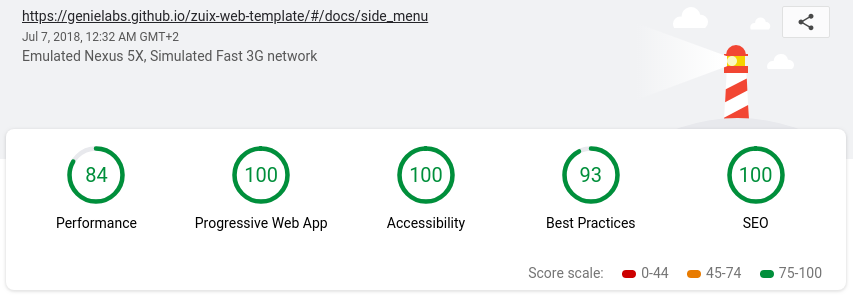 https://genielabs.github.io/zuix-web-template/#/docs/side_menu
Jul 7, 2018, 12:32 AM GMT+2
Emulated Nexus 5X, Simulated Fast 3G network
84 100 100 93 100
Performance Progressive Web App Accessibility Best Practices SEO
Score scale: 0-44 45-74 75-100